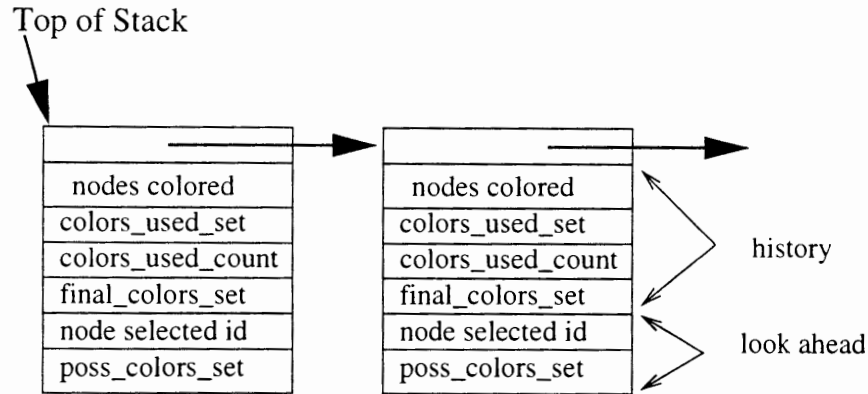 Top of Stack
nodes colored
colors_used_set
colors_used_count
final_colors_set
node selected id
poss_colors_set
nodes colored
colors_used_set
colors_used_count
final_colors_set
node selected id
poss_colors_set
history
look ahead